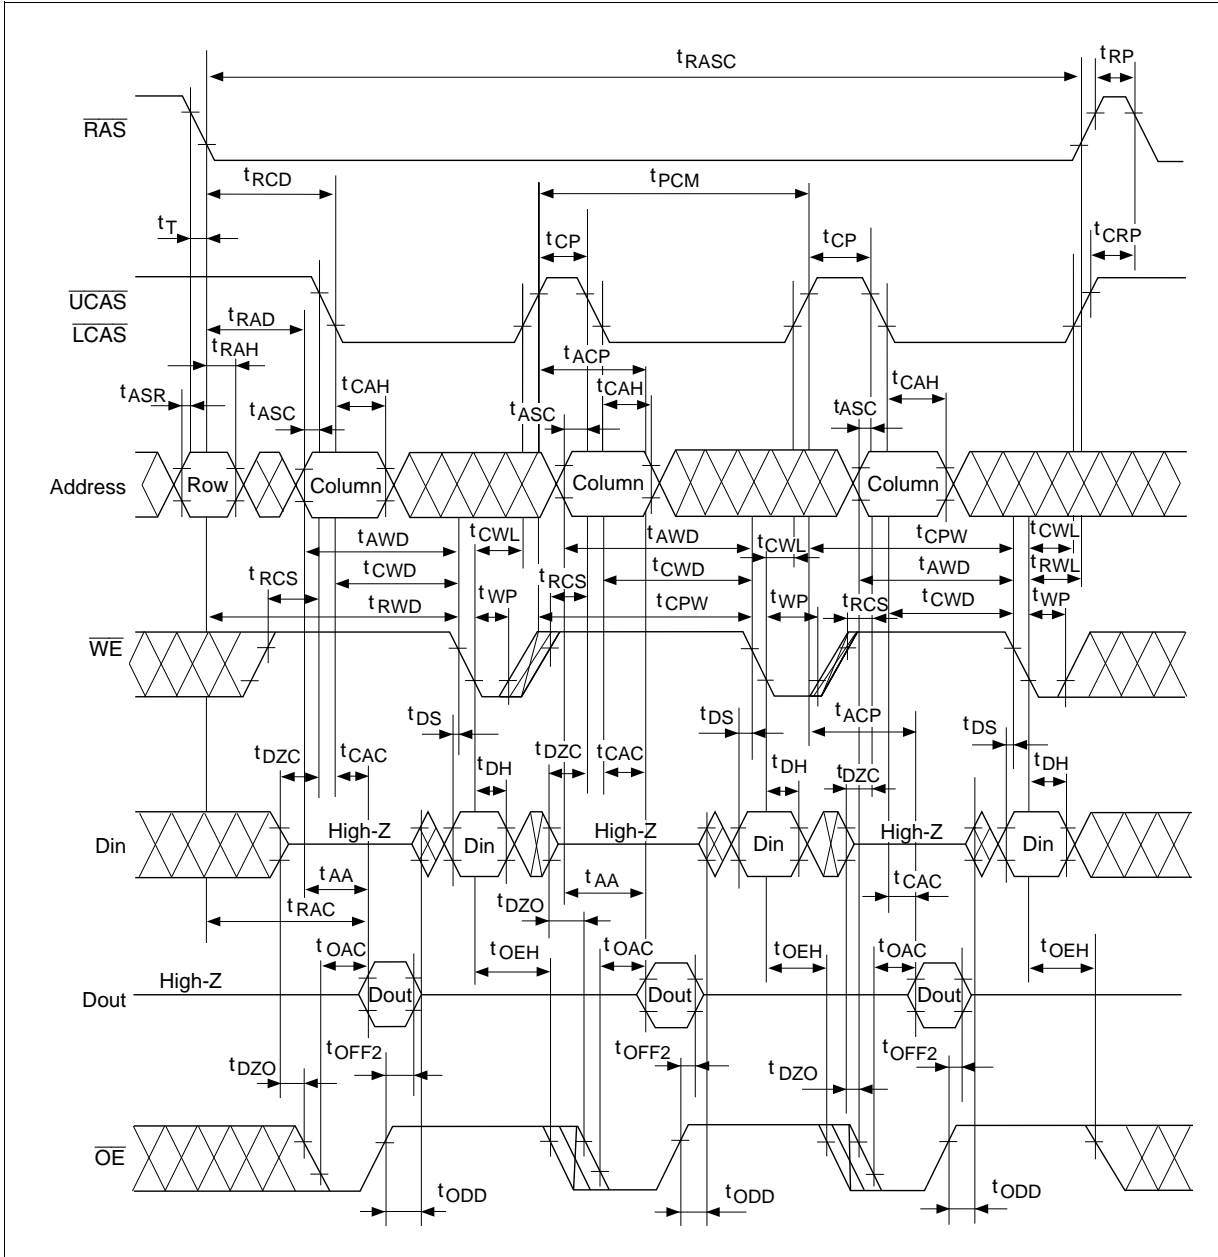 tRASC
tRP
RAS
tRCD
tPCM
tT
tCP
tCP
tCRP
UCAS
LCAS
tRAD
tRAH
tACP
tASR
tCAH
tCAH
tCAH
tASC
tASC
tASC
Address
Row
Column
Column
Column
tAWD
tCWL
tAWD
tCWL
tCPW
tCWL
tRCS
tCWD
tRCS
tCWD
tAWD
tRWL
tRWD
tWP
tCPW
tWP
tRCS
tCWD
tWP
WE
tDS
tDS
tACP
tDS
tDZC
tCAC
tDZC
tCAC
tDH
tDH
tDZC
tDH
Din
High-Z
Din
High-Z
Din
High-Z
Din
tAA
tAA
tCAC
tRAC
tDZO
tOAC
tOEH
tOAC
tOEH
tOAC
tOEH
High-Z
Dout
Dout
Dout
Dout
tOFF2
tOFF2
tOFF2
tDZO
tDZO
OE
tODD
tODD
tODD